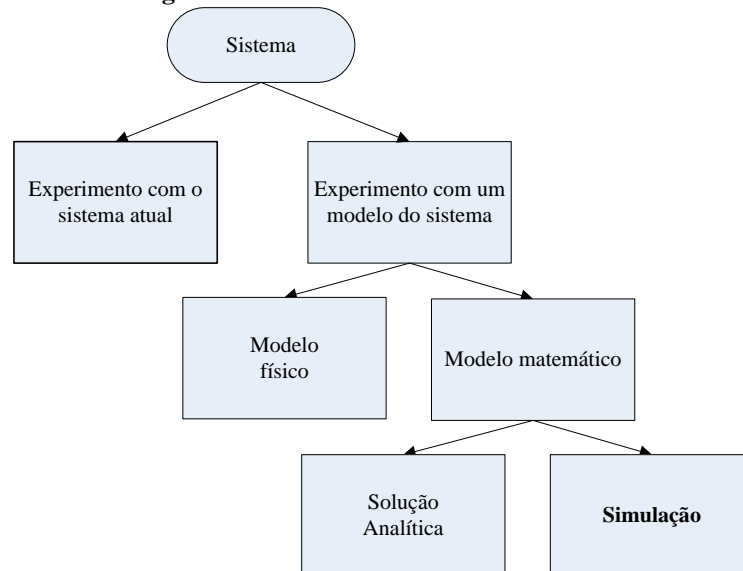 Sistema
Experimento com o
sistema atual
Experimento com um
modelo do sistema
Modelo
físico
Modelo matemático
Solução
Analítica
Simulação